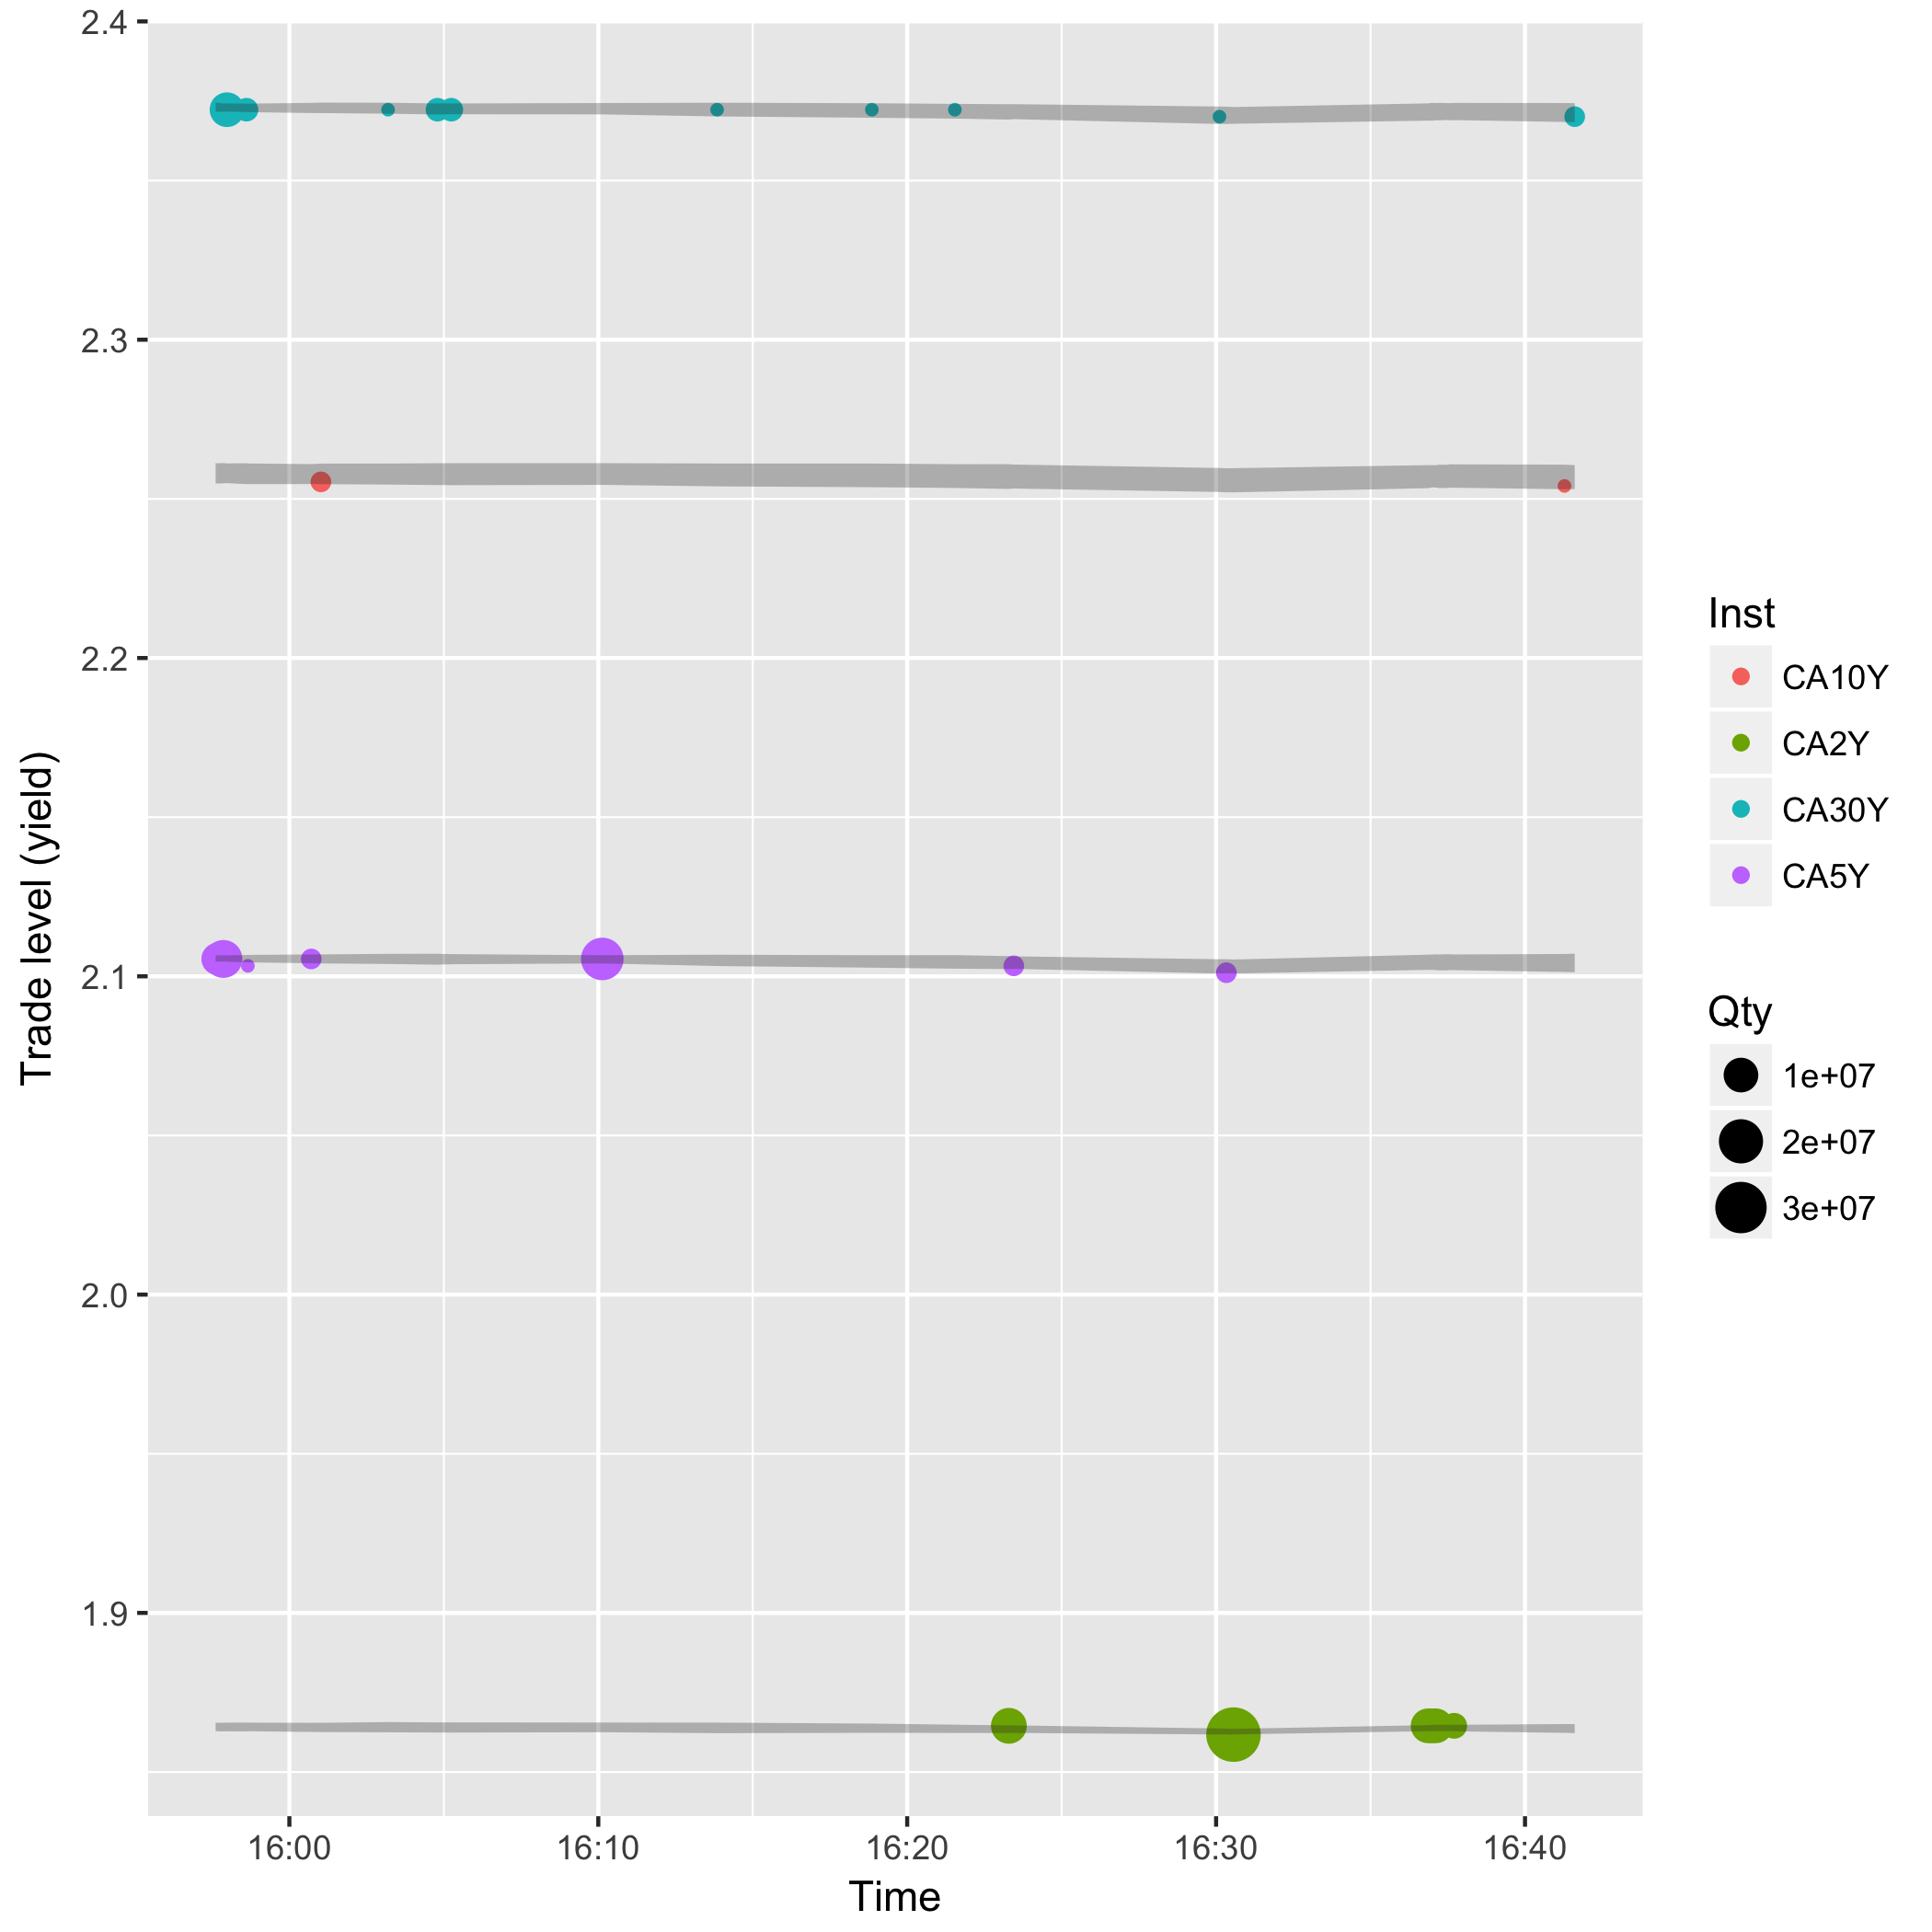 2.4
2.3
2.2
2.1
2.0
1.9
Trade level (yield)
16:00 16:10 16:20 16:30 16:40
Time
Inst
CA10Y
CA2Y
CA30Y
CA5Y
Qty
1e+07
2e+07
3e+07